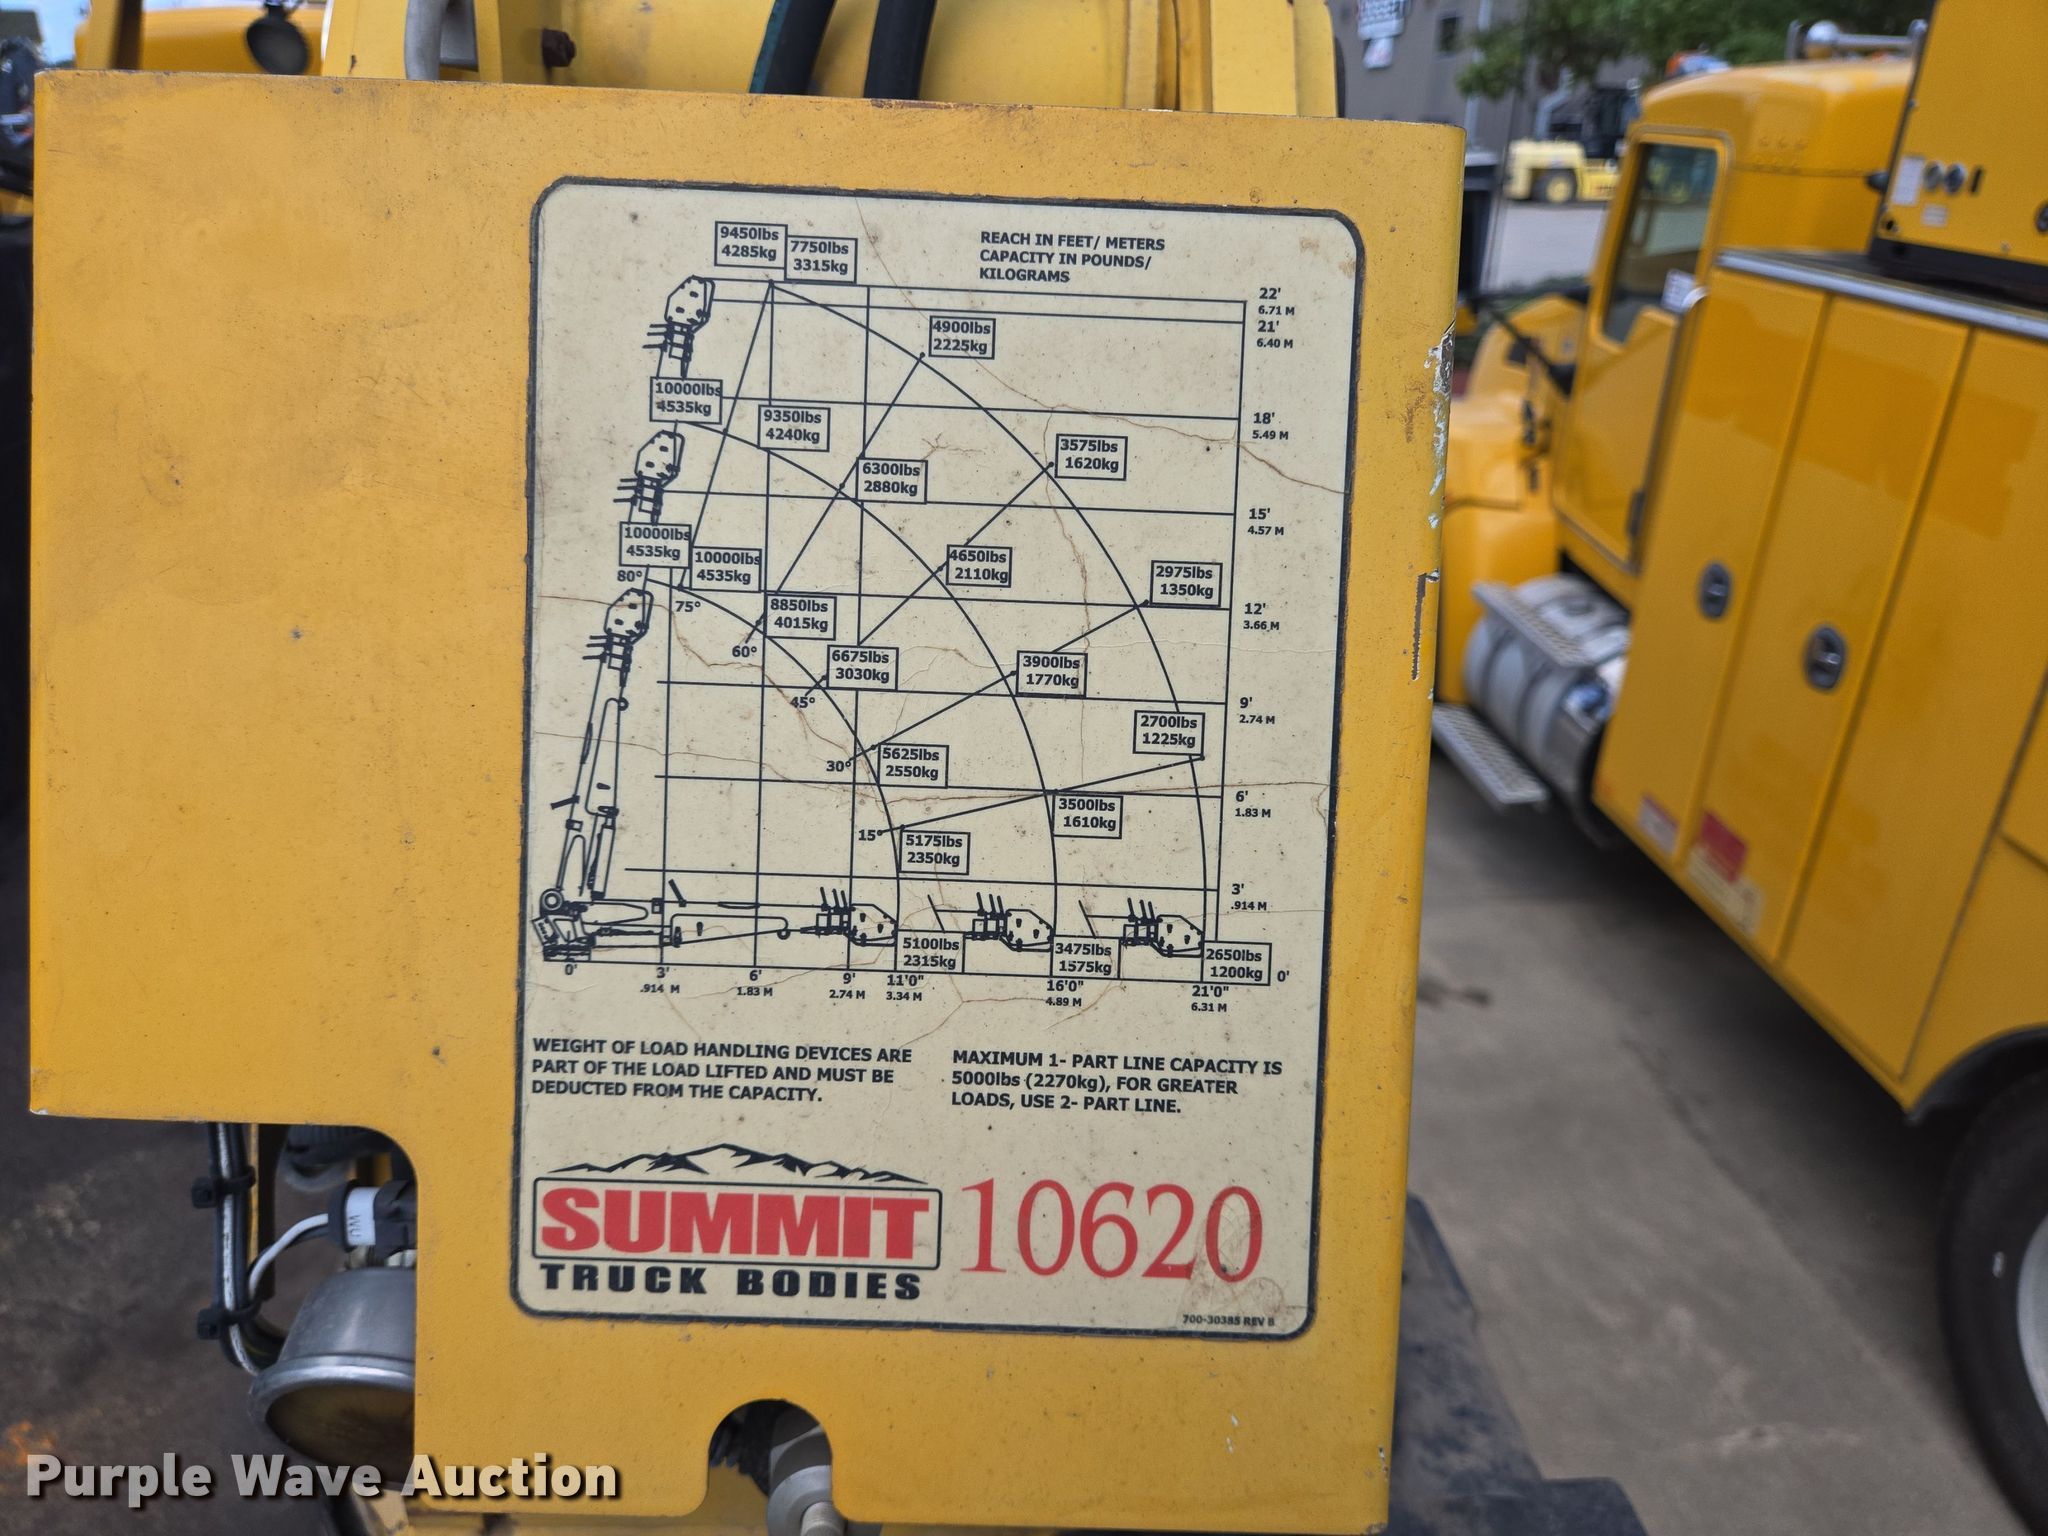 REACH IN FEET/ METERS
CAPACITY IN POUNDS/
KILOGRAMS
9450lbs
4285kg
7750lbs
3315kg
22'
6.71 M
21'
6.40 M
4900lbs
2225kg
10000lbs
4535kg
9350lbs
4240kg
18'
5.49 M
3575lbs
1620kg
6300lbs
2880kg
15'
4.57 M
10000lbs
4535kg
10000lbs
4535kg
4650lbs
2110kg
2975lbs
1350kg
80°
75°
8850lbs
4015kg
12'
3.66 M
60°
6675lbs
3030kg
3900lbs
1770kg
45°
9'
2.74 M
2700lbs
1225kg
30°
5625lbs
2550kg
6'
1.83 M
3500lbs
1610kg
15°
5175lbs
2350kg
3'
.914 M
5100lbs
2315kg
3475lbs
1575kg
2650lbs
1200kg
0'
0'
3'
.914 M
6'
1.83 M
9'
2.74 M
11'0"
3.34 M
16'0"
4.89 M
21'0"
6.31 M
WEIGHT OF LOAD HANDLING DEVICES ARE
PART OF THE LOAD LIFTED AND MUST BE
DEDUCTED FROM THE CAPACITY.
MAXIMUM 1- PART LINE CAPACITY IS
5000lbs (2270kg), FOR GREATER
LOADS, USE 2- PART LINE.
SUMMIT
TRUCK BODIES
10620
700-30385 REV B
Purple Wave Auction